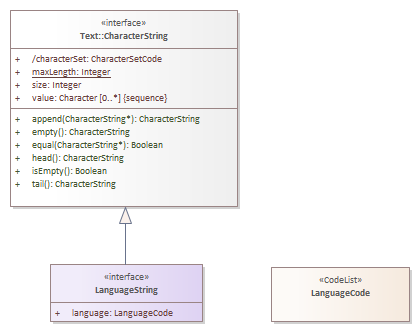 «interface»
Text::CharacterString
+ /characterSet: CharacterSetCode
+ maxLength: Integer
+ size: Integer
+ value: Character [0..*] {sequence}
+ append(CharacterString*): CharacterString
+ empty(): CharacterString
+ equal(CharacterString*): Boolean
+ head(): CharacterString
+ isEmpty(): Boolean
+ tail(): CharacterString
«interface»
LanguageString
+ language: LanguageCode
«CodeList»
LanguageCode